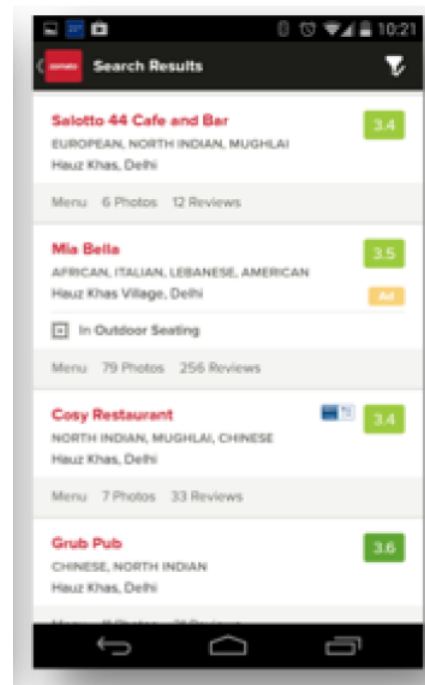 10:21
zomato
Search Results
Salotto 44 Cafe and Bar
3.4
EUROPEAN, NORTH INDIAN, MUGHLAI
Hauz Khas, Delhi
Menu 6 Photos 12 Reviews
Mia Bella
3.5
AFRICAN, ITALIAN, LEBANESE, AMERICAN
Hauz Khas Village, Delhi
Ad
In Outdoor Seating
Menu 79 Photos 256 Reviews
Cosy Restaurant
3.4
NORTH INDIAN, MUGHLAI, CHINESE
Hauz Khas, Delhi
Menu 7 Photos 33 Reviews
Grub Pub
3.6
CHINESE, NORTH INDIAN
Hauz Khas, Delhi